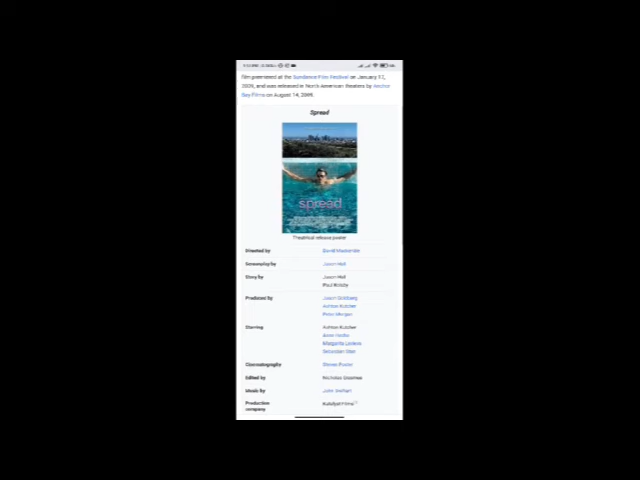 film premiered at the Sundance Film Festival on January 17,
2009, and was released in North American theaters by Anchor
Bay Films on August 14, 2009.
Spread
spread
Theatrical release poster
Directed by David Mackenzie
Screenplay by Jason Hall
Story by Jason Hall
Paul Kolsby
Produced by Jason Goldberg
Ashton Kutcher
Peter Morgan
Starring Ashton Kutcher
Anne Heche
Margarita Levieva
Sebastian Stan
Cinematography Steven Poster
Edited by Nicholas Erasmus
Music by John Swihart
Production
company Katalyst Films